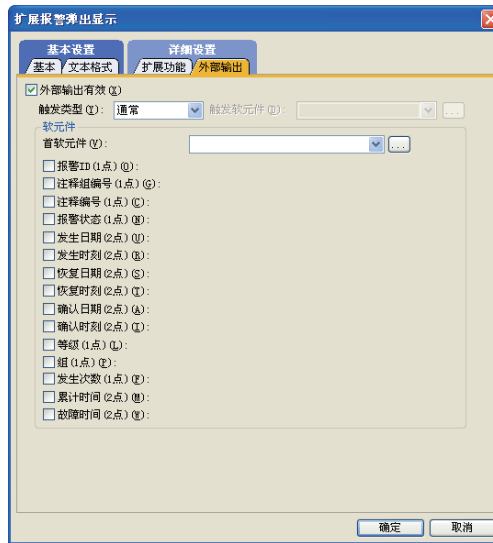 扩展报警弹出显示
基本设置 详细设置
基本 文本格式 扩展功能 外部输出
外部输出有效(X)
触发类型(Y): 通常 触发软元件(D): ...
软元件
首软元件(V): ...
报警ID(1点)(O):
注释组编号(1点)(G):
注释编号(1点)(C):
报警状态(1点)(N):
发生日期(2点)(U):
发生时刻(2点)(R):
恢复日期(2点)(S):
恢复时刻(2点)(T):
确认日期(2点)(A):
确认时刻(2点)(I):
等级(1点)(L):
组(1点)(P):
发生次数(1点)(F):
累计时间(2点)(M):
故障时间(2点)(W):
确定 取消